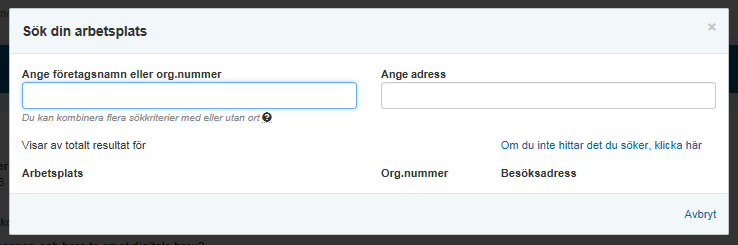 Sök din arbetsplats ×
Ange företagsnamn eller org.nummer Ange adress
Du kan kombinera flera sökkriterier med eller utan ort ?
Visar av totalt resultat för Om du inte hittar det du söker, klicka här
Arbetsplats Org.nummer Besöksadress
Avbryt